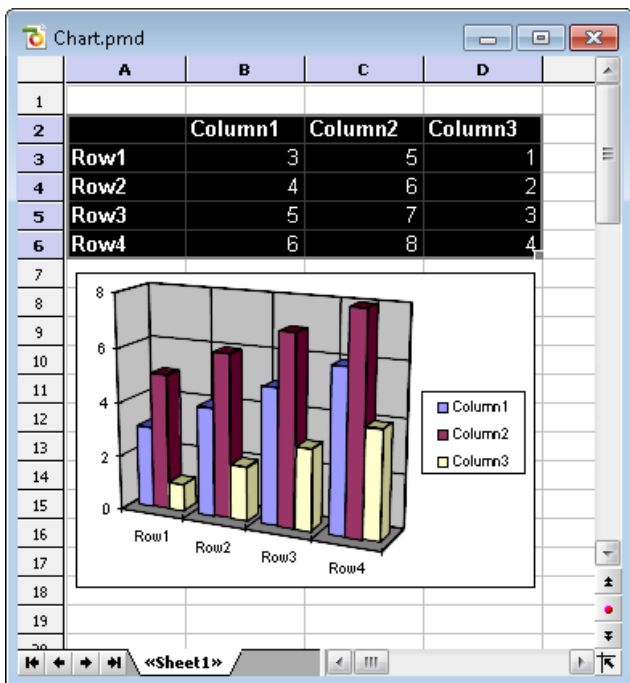 Chart.pmd
A B C D
1
2 Column1 Column2 Column3
3 Row1 3 5 1
4 Row2 4 6 2
5 Row3 5 7 3
6 Row4 6 8 4
7
8
9
10
11
12
13
14
15
16
17
18
19
8
6
4
2
0
Row1 Row2 Row3 Row4
Column1
Column2
Column3
«Sheet1»